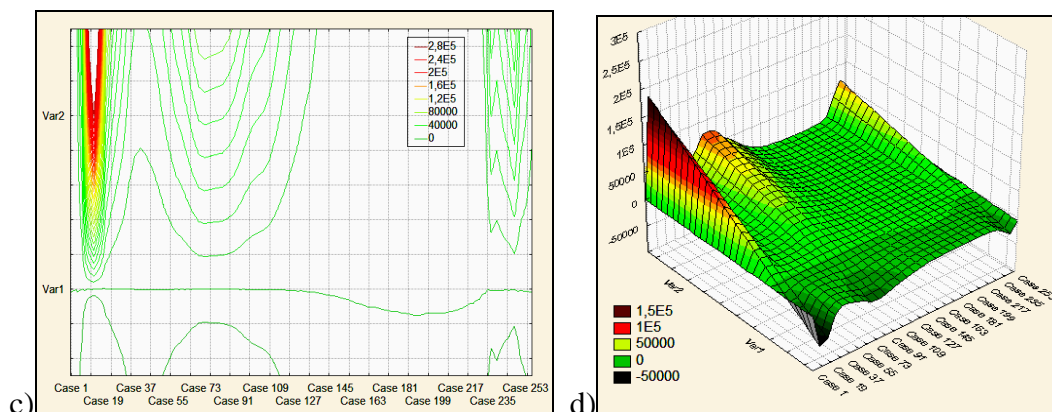 2,8E5
2,4E5
2E5
1,6E5
1,2E5
80000
40000
0
Var2
Var1
Case 1 Case 37 Case 73 Case 109 Case 145 Case 181 Case 217 Case 253
Case 19 Case 55 Case 91 Case 127 Case 163 Case 199 Case 235
c)
3E5
2,5E5
2E5
1,5E5
1E5
50000
0
-50000
Var2
Var1
Case 1
Case 19
Case 37
Case 55
Case 73
Case 91
Case 109
Case 127
Case 145
Case 163
Case 181
Case 199
Case 217
Case 235
Case 253
1,5E5
1E5
50000
0
-50000
d)